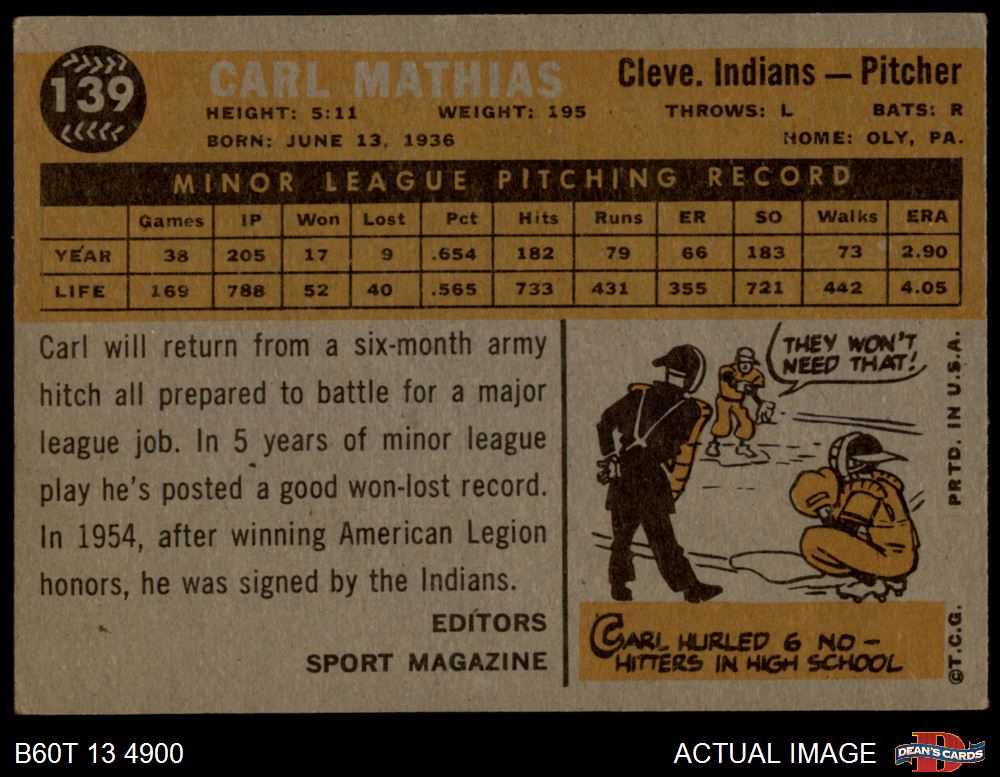 139
CARL MATHIAS
Cleve. Indians — Pitcher
HEIGHT: 5:11 WEIGHT: 195 THROWS: L BATS: R
BORN: JUNE 13, 1936 HOME: OLY, PA.
MINOR LEAGUE PITCHING RECORD
Games IP Won Lost Pct Hits Runs ER SO Walks ERA
YEAR 38 205 17 9 .654 182 79 66 183 73 2.90
LIFE 169 788 52 40 .565 733 431 355 721 442 4.05
Carl will return from a six-month army
hitch all prepared to battle for a major
league job. In 5 years of minor league
play he's posted a good won-lost record.
In 1954, after winning American Legion
honors, he was signed by the Indians.
EDITORS
SPORT MAGAZINE
THEY WON'T
NEED THAT!
CARL HURLED 6 NO-
HITTERS IN HIGH SCHOOL
PRTD. IN U.S.A.
©T.C.G.
B60T 13 4900
ACTUAL IMAGE
DEAN'S CARDS